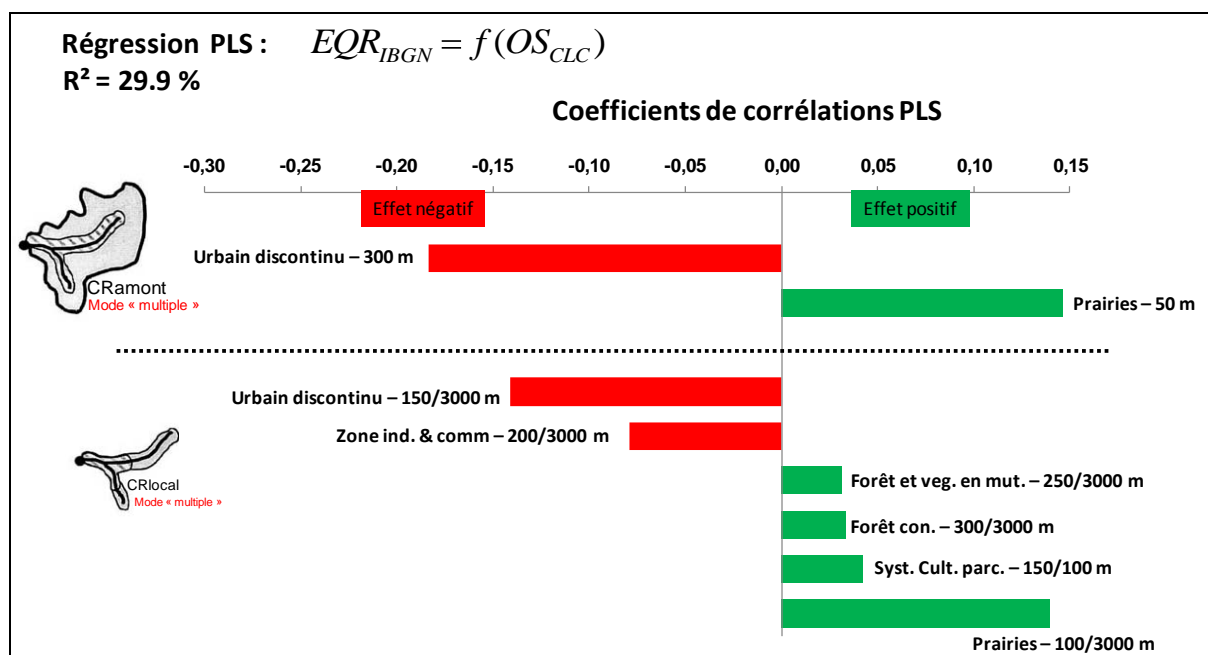 Régression PLS : EQR_IBGN = f(OS_CLC)
R² = 29.9 %
Coefficients de corrélations PLS
-0,30 -0,25 -0,20 -0,15 -0,10 -0,05 0,00 0,05 0,10 0,15
Effet négatif Effet positif
Urbain discontinu – 300 m
CRamont
Mode « multiple »
Prairies – 50 m
Urbain discontinu – 150/3000 m
Zone ind. & comm – 200/3000 m
CRlocal
Mode « multiple »
Forêt et veg. en mut. – 250/3000 m
Forêt con. – 300/3000 m
Syst. Cult. parc. – 150/100 m
Prairies – 100/3000 m